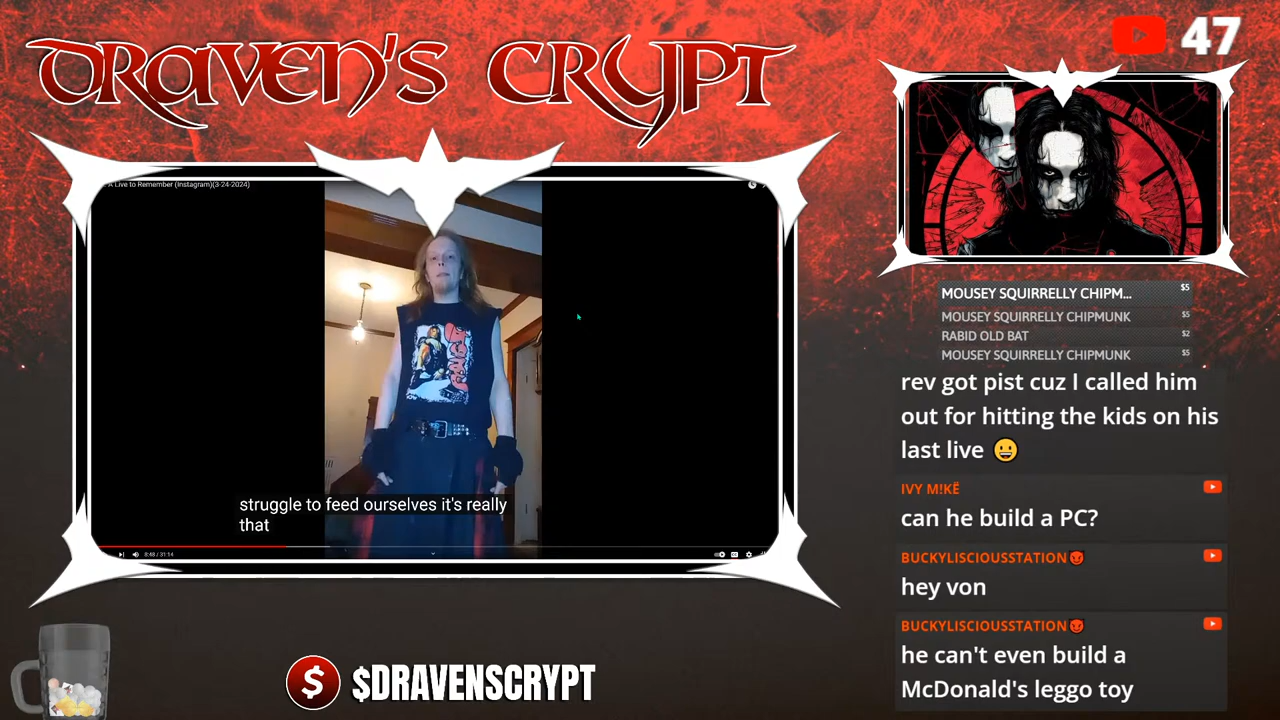 DRAVEN'S CRYPT
47
A Live to Remember (Instagram)(3-24-2024)
struggle to feed ourselves it's really
that
8:48 / 31:14
$ $DRAVENSCRYPT
MOUSEY SQUIRRELLY CHIPM... $5
MOUSEY SQUIRRELLY CHIPMUNK $5
RABID OLD BAT $2
MOUSEY SQUIRRELLY CHIPMUNK $5
rev got pist cuz I called him
out for hitting the kids on his
last live 😀
IVY M!KË
can he build a PC?
BUCKYLISCIOUSSTATION😈
hey von
BUCKYLISCIOUSSTATION😈
he can't even build a
McDonald's leggo toy